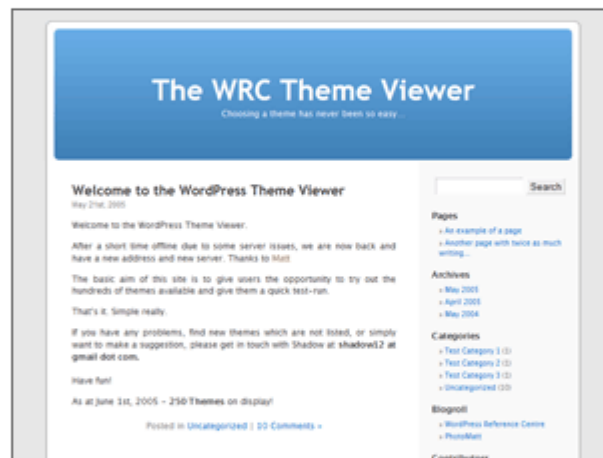 The WRC Theme Viewer
Choosing a theme has never been so easy...
Welcome to the WordPress Theme Viewer
May 21st, 2005
Welcome to the WordPress Theme Viewer.
After a short time offline due to some server issues, we are now back and
have a new address and new server. Thanks to Matt
The basic aim of this site is to give users the opportunity to try out the
hundreds of themes available and give them a quick test-run.
That's it. Simple really.
If you have any problems, find new themes which are not listed, or simply
want to make a suggestion, please get in touch with Shadow at shadow12 at
gmail dot com.
Have fun!
As at June 1st, 2005 – 250 Themes on display!
Posted in Uncategorized | 10 Comments »
Search
Pages
» An example of a page
» Another page with twice as much
writing...
Archives
» May 2005
» April 2005
» May 2004
Categories
» Test Category 1 (1)
» Test Category 2 (1)
» Test Category 3 (1)
» Uncategorized (10)
Blogroll
» WordPress Reference Centre
» PhotoMatt